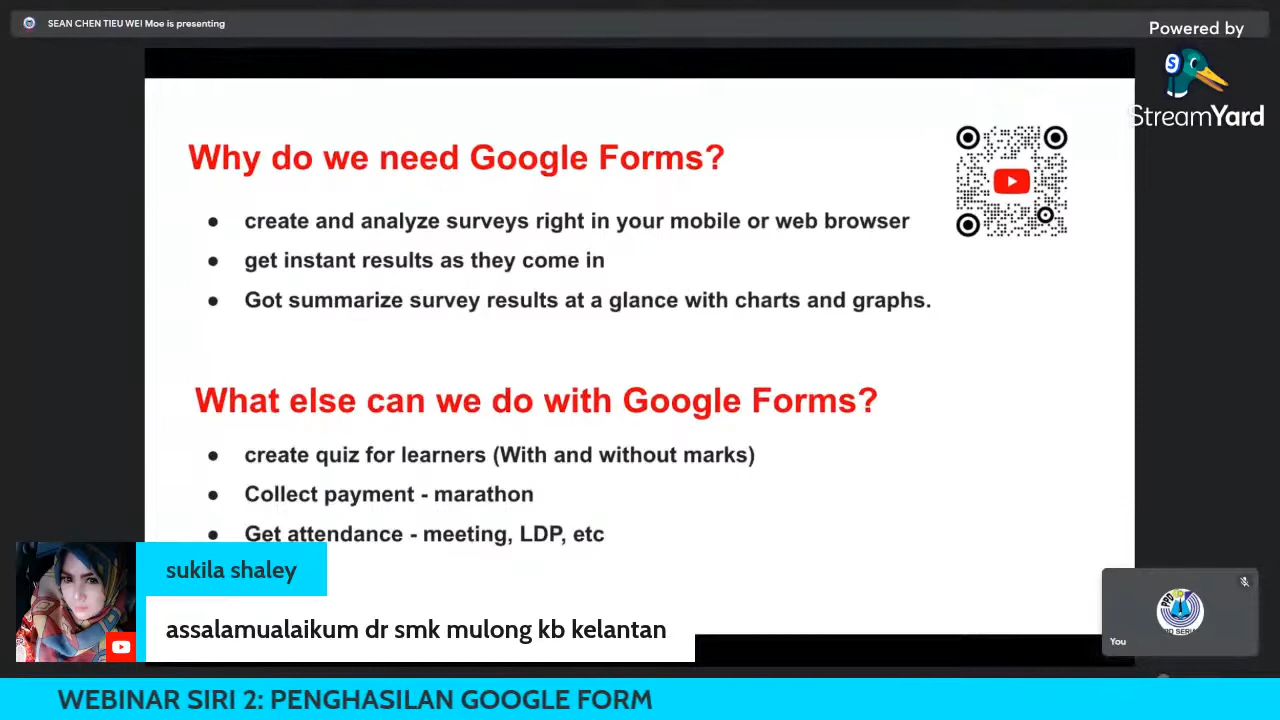 SEAN CHEN TIEU WEI Moe is presenting
Powered by
StreamYard
Why do we need Google Forms?
● create and analyze surveys right in your mobile or web browser
● get instant results as they come in
● Got summarize survey results at a glance with charts and graphs.
What else can we do with Google Forms?
● create quiz for learners (With and without marks)
● Collect payment - marathon
● Get attendance - meeting, LDP, etc
sukila shaley
assalamualaikum dr smk mulong kb kelantan
PPD
You
WEBINAR SIRI 2: PENGHASILAN GOOGLE FORM